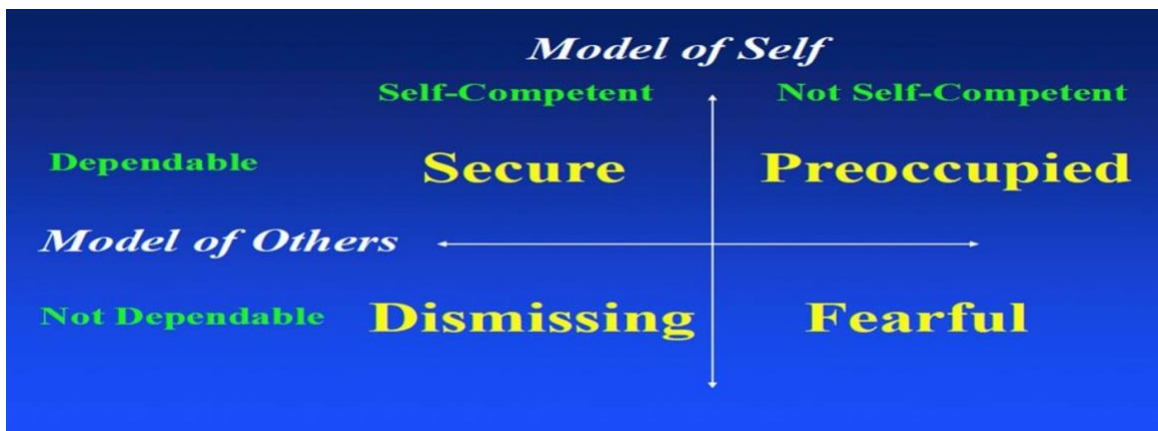 Model of Self
Self-Competent Not Self-Competent
Dependable Secure Preoccupied
Model of Others
Not Dependable Dismissing Fearful